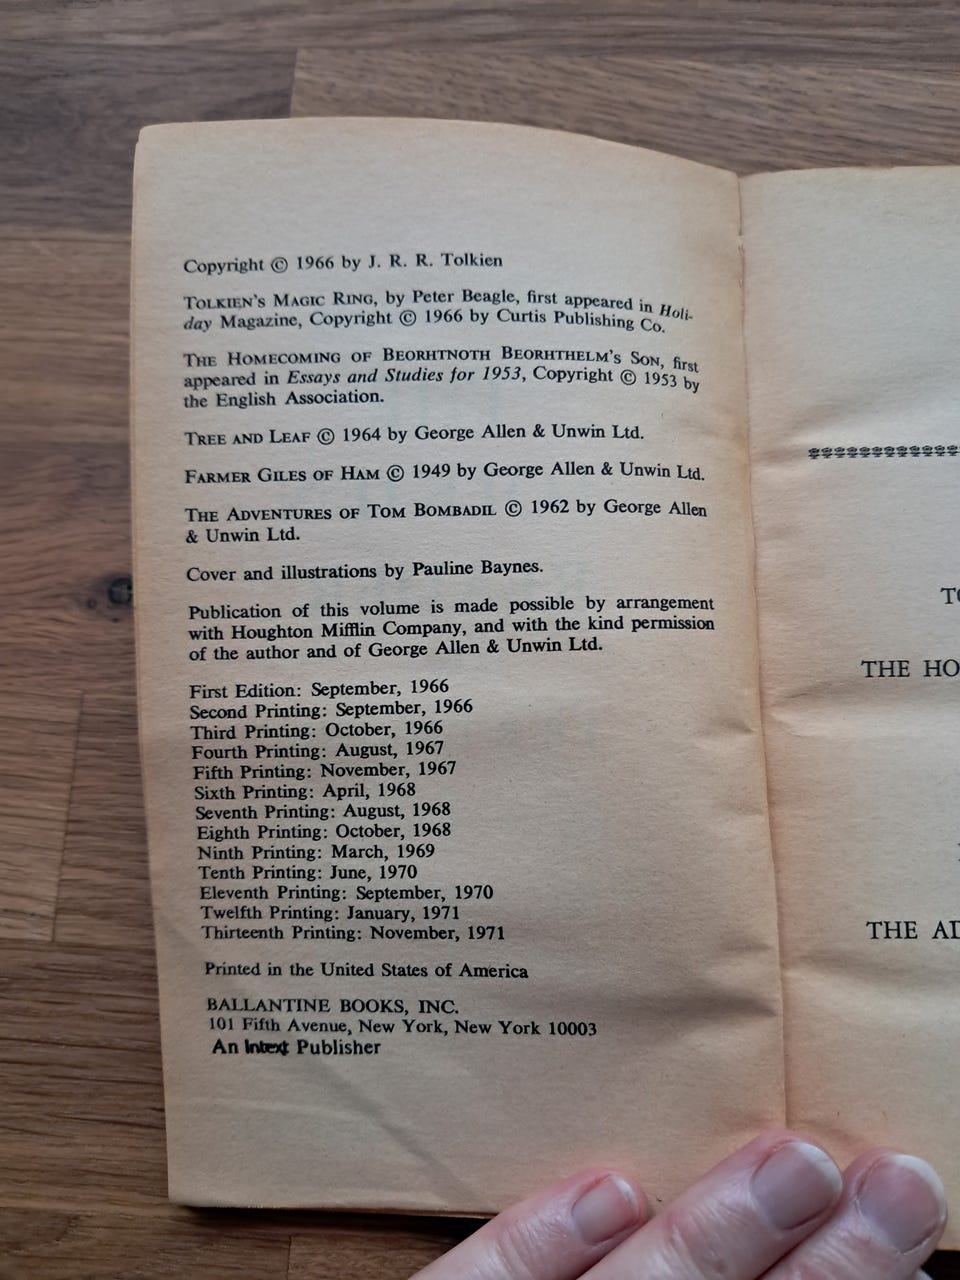 Copyright © 1966 by J. R. R. Tolkien
TOLKIEN'S MAGIC RING, by Peter Beagle, first appeared in Holi-
day Magazine, Copyright © 1966 by Curtis Publishing Co.
THE HOMECOMING OF BEORHTNOTH BEORHTHELM'S SON, first
appeared in Essays and Studies for 1953, Copyright © 1953 by
the English Association.
TREE AND LEAF © 1964 by George Allen & Unwin Ltd.
FARMER GILES OF HAM © 1949 by George Allen & Unwin Ltd.
THE ADVENTURES OF TOM BOMBADIL © 1962 by George Allen
& Unwin Ltd.
Cover and illustrations by Pauline Baynes.
Publication of this volume is made possible by arrangement
with Houghton Mifflin Company, and with the kind permission
of the author and of George Allen & Unwin Ltd.
First Edition: September, 1966
Second Printing: September, 1966
Third Printing: October, 1966
Fourth Printing: August, 1967
Fifth Printing: November, 1967
Sixth Printing: April, 1968
Seventh Printing: August, 1968
Eighth Printing: October, 1968
Ninth Printing: March, 1969
Tenth Printing: June, 1970
Eleventh Printing: September, 1970
Twelfth Printing: January, 1971
Thirteenth Printing: November, 1971
Printed in the United States of America
BALLANTINE BOOKS, INC.
101 Fifth Avenue, New York, New York 10003
An Intext Publisher
TO
THE HO
THE AD